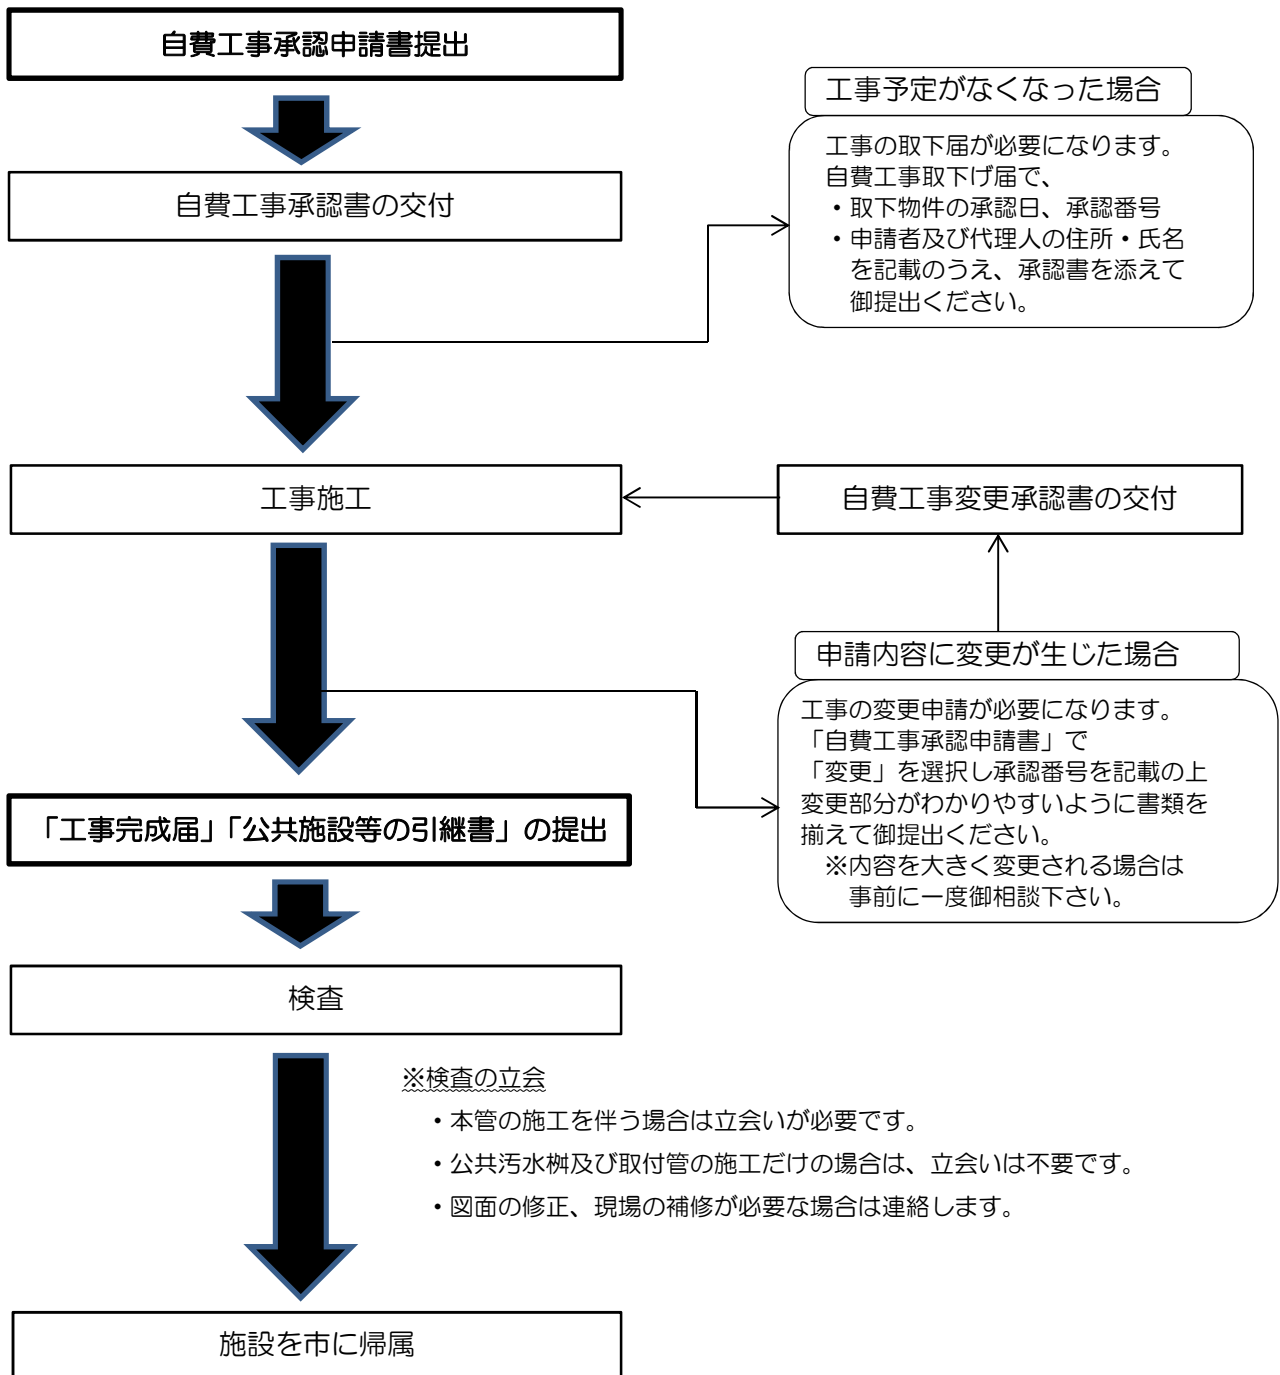 自費工事承認申請書提出
工事予定がなくなった場合
工事の取下届が必要になります。
自費工事取下げ届で、
・取下物件の承認日、承認番号
・申請者及び代理人の住所・氏名
を記載のうえ、承認書を添えて
御提出ください。
自費工事承認書の交付
工事施工
自費工事変更承認書の交付
申請内容に変更が生じた場合
工事の変更申請が必要になります。
「自費工事承認申請書」で
「変更」を選択し承認番号を記載の上
変更部分がわかりやすいように書類を
揃えて御提出ください。
※内容を大きく変更される場合は
事前に一度御相談下さい。
「工事完成届」「公共施設等の引継書」の提出
検査
※検査の立会
・本管の施工を伴う場合は立会いが必要です。
・公共汚水桝及び取付管の施工だけの場合は、立会いは不要です。
・図面の修正、現場の補修が必要な場合は連絡します。
施設を市に帰属